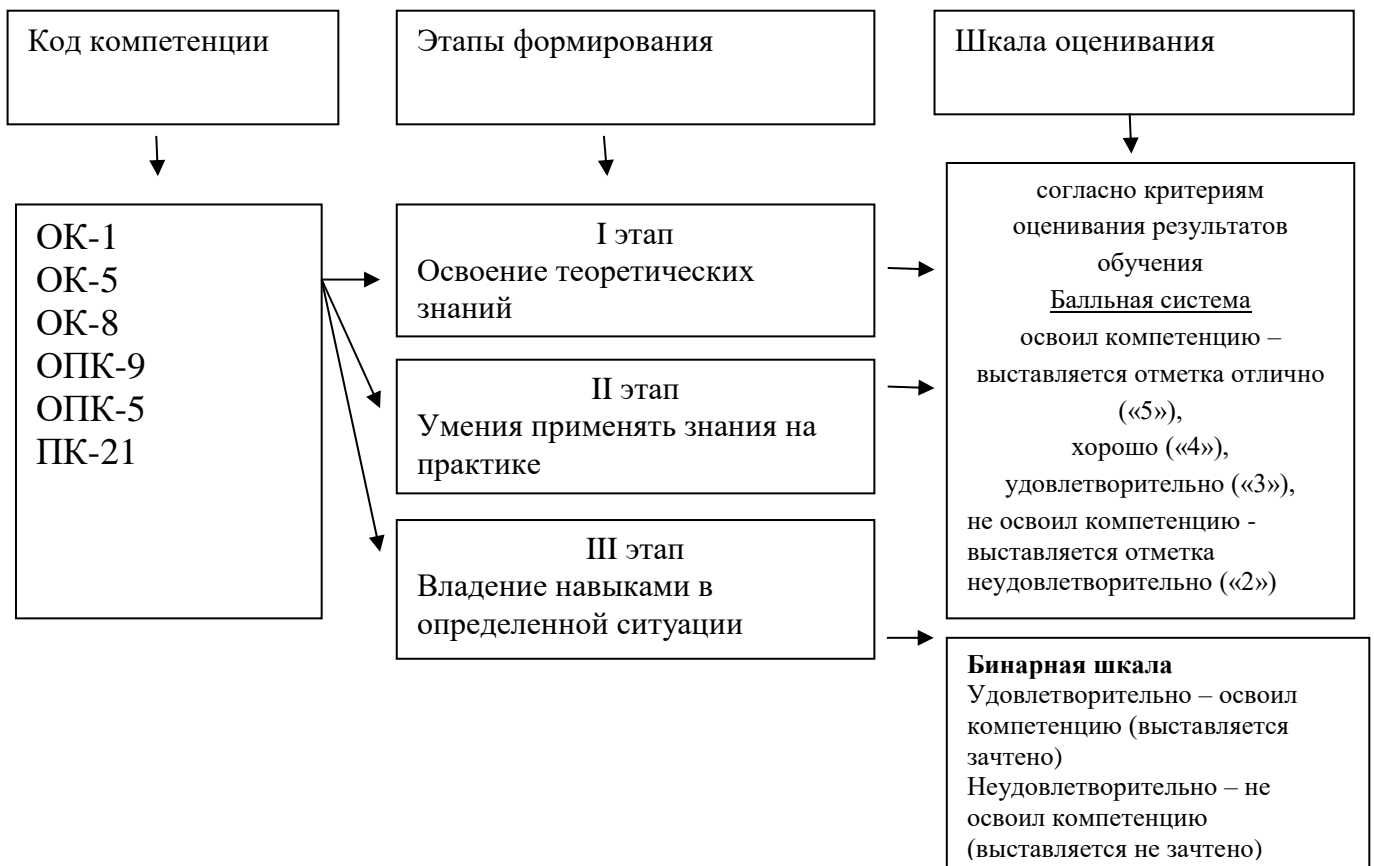 Код компетенции
Этапы формирования
Шкала оценивания
ОК-1
ОК-5
ОК-8
ОПК-9
ОПК-5
ПК-21
I этап
Освоение теоретических
знаний
II этап
Умения применять знания на
практике
III этап
Владение навыками в
определенной ситуации
согласно критериям
оценивания результатов
обучения
Балльная система
освоил компетенцию –
выставляется отметка отлично
(«5»),
хорошо («4»),
удовлетворительно («3»),
не освоил компетенцию -
выставляется отметка
неудовлетворительно («2»)
Бинарная шкала
Удовлетворительно – освоил
компетенцию (выставляется
зачтено)
Неудовлетворительно – не
освоил компетенцию
(выставляется не зачтено)